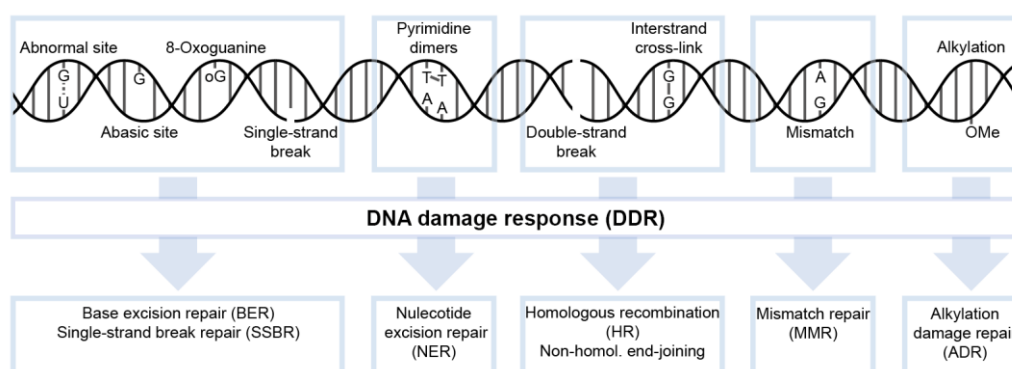 Abnormal site
8-Oxoguanine
Pyrimidine
dimers
Interstrand
cross-link
Alkylation
G
U
G
oG
T T
A A
G
G
A
G
Abasic site
Single-strand
break
Double-strand
break
Mismatch
OMe
DNA damage response (DDR)
Base excision repair (BER)
Single-strand break repair (SSBR)
Nulecotide
excision repair
(NER)
Homologous recombination
(HR)
Non-homol. end-joining
Mismatch repair
(MMR)
Alkylation
damage repair
(ADR)